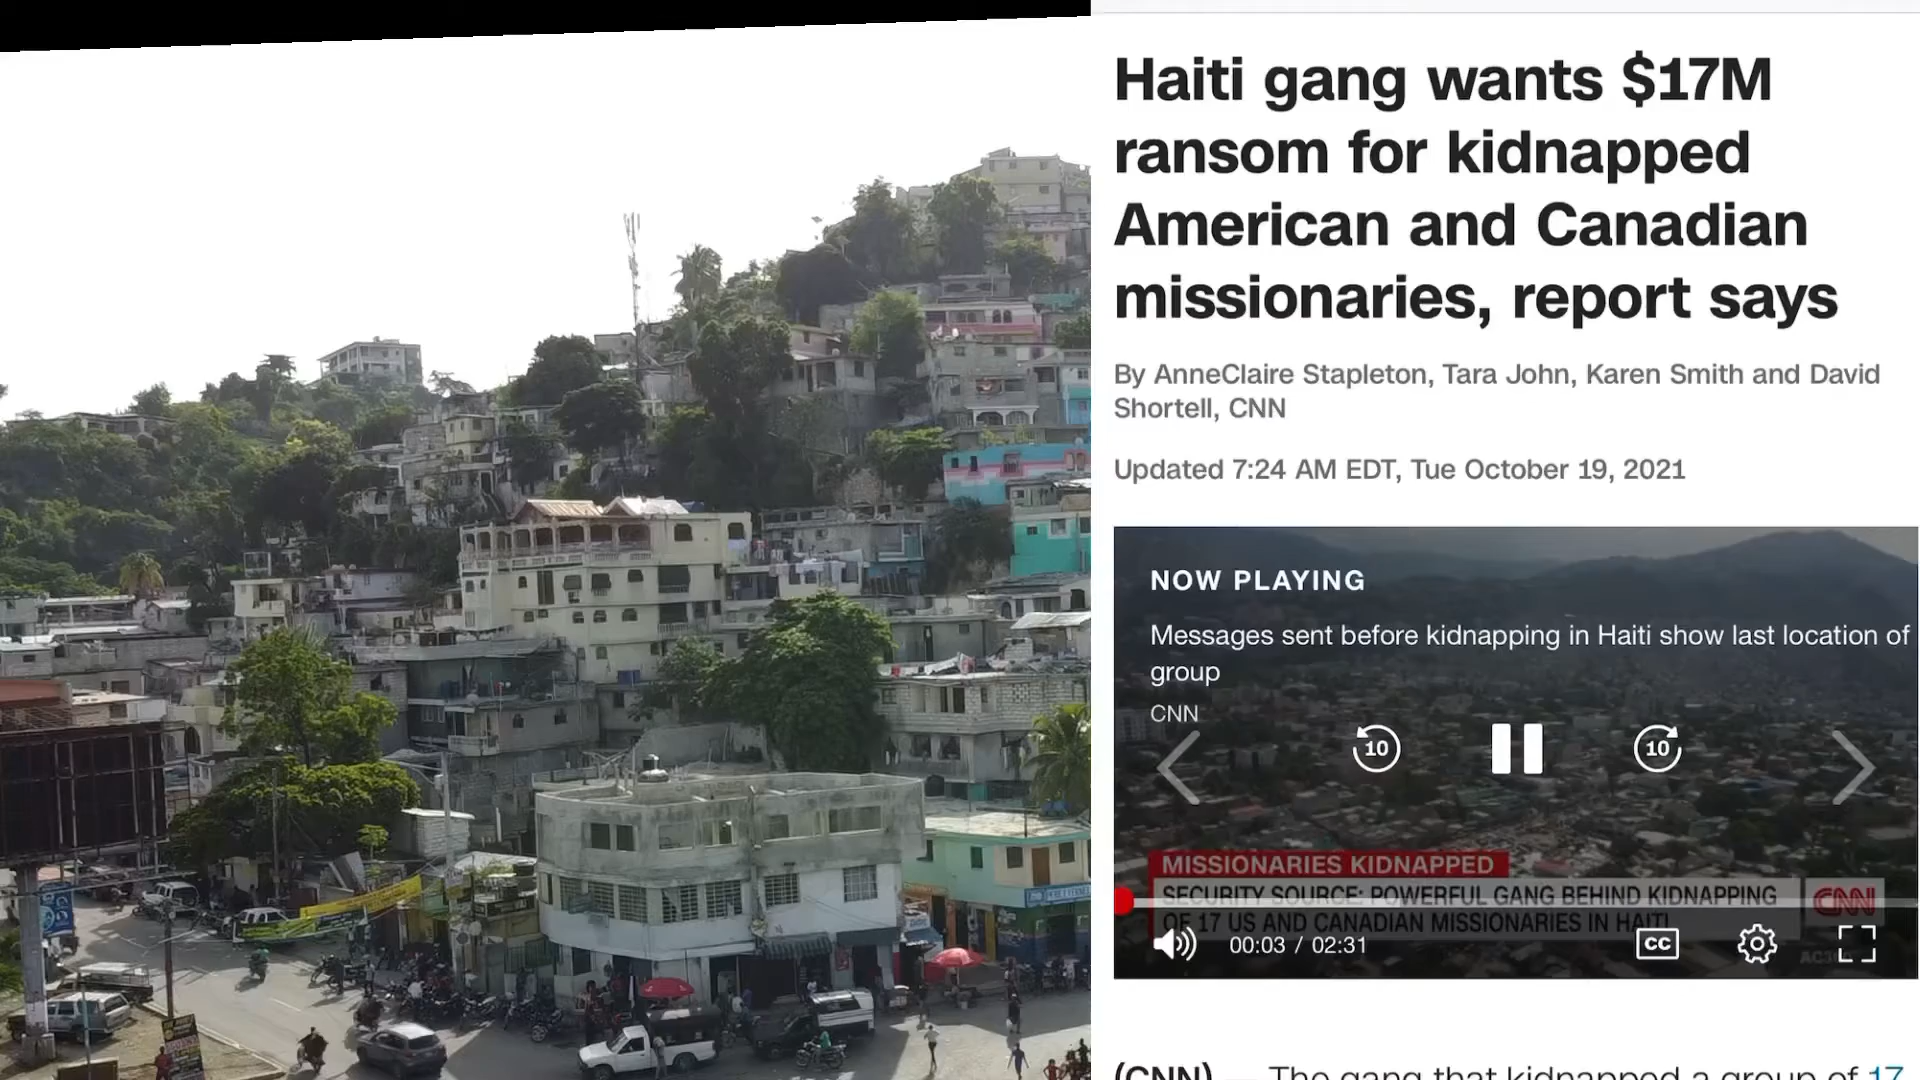 Haiti gang wants $17M
ransom for kidnapped
American and Canadian
missionaries, report says
By AnneClaire Stapleton, Tara John, Karen Smith and David
Shortell, CNN
Updated 7:24 AM EDT, Tue October 19, 2021
NOW PLAYING
Messages sent before kidnapping in Haiti show last location of
group
CNN
10
10
MISSIONARIES KIDNAPPED
SECURITY SOURCE: POWERFUL GANG BEHIND KIDNAPPING
OF 17 US AND CANADIAN MISSIONARIES IN HAITI
CNN
00:03 / 02:31
CC
(CNN) — The gang that kidnapped a group of 17